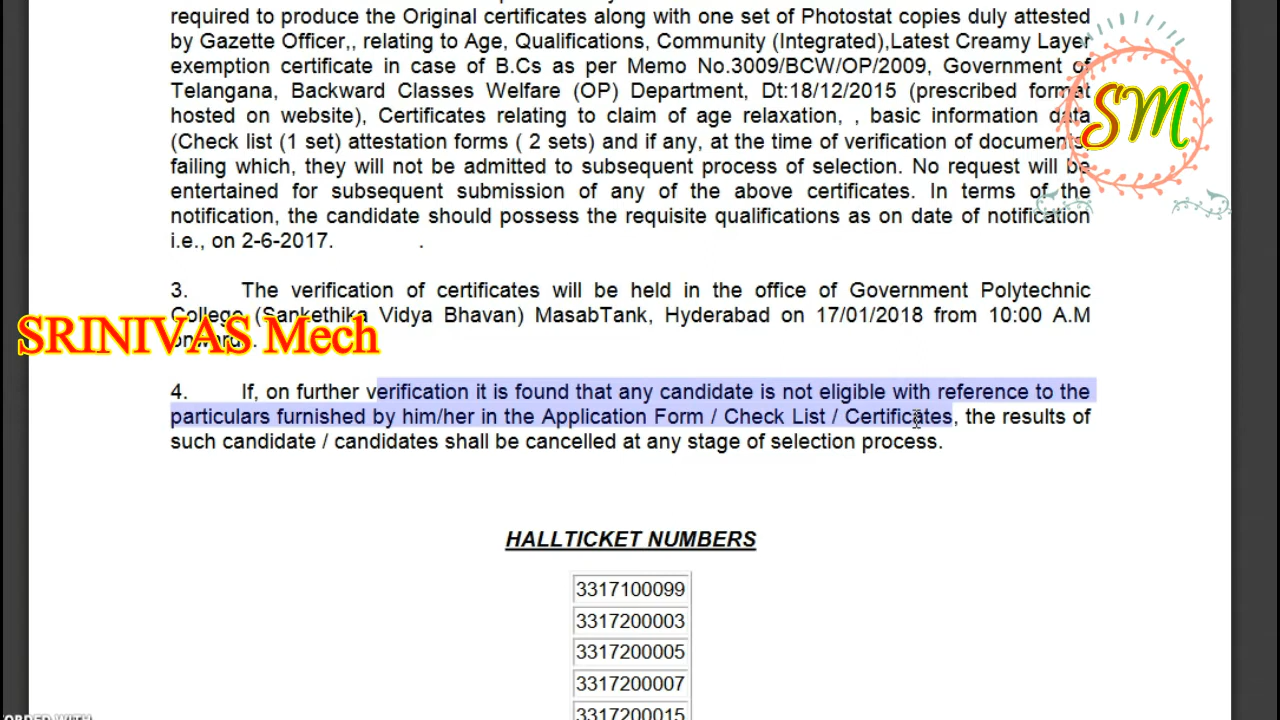 required to produce the Original certificates along with one set of Photostat copies duly attested
by Gazette Officer,, relating to Age, Qualifications, Community (Integrated),Latest Creamy Layer
exemption certificate in case of B.Cs as per Memo No.3009/BCW/OP/2009, Government of
Telangana, Backward Classes Welfare (OP) Department, Dt:18/12/2015 (prescribed format
hosted on website), Certificates relating to claim of age relaxation, , basic information data
(Check list (1 set) attestation forms ( 2 sets) and if any, at the time of verification of documents,
failing which, they will not be admitted to subsequent process of selection. No request will be
entertained for subsequent submission of any of the above certificates. In terms of the
notification, the candidate should possess the requisite qualifications as on date of notification
i.e., on 2-6-2017. .
SM
3. The verification of certificates will be held in the office of Government Polytechnic
College (Sankethika Vidya Bhavan) MasabTank, Hyderabad on 17/01/2018 from 10:00 A.M
onwards.
SRINIVAS Mech
4. If, on further verification it is found that any candidate is not eligible with reference to the
particulars furnished by him/her in the Application Form / Check List / Certificates, the results of
such candidate / candidates shall be cancelled at any stage of selection process.
HALLTICKET NUMBERS
3317100099
3317200003
3317200005
3317200007
3317200015